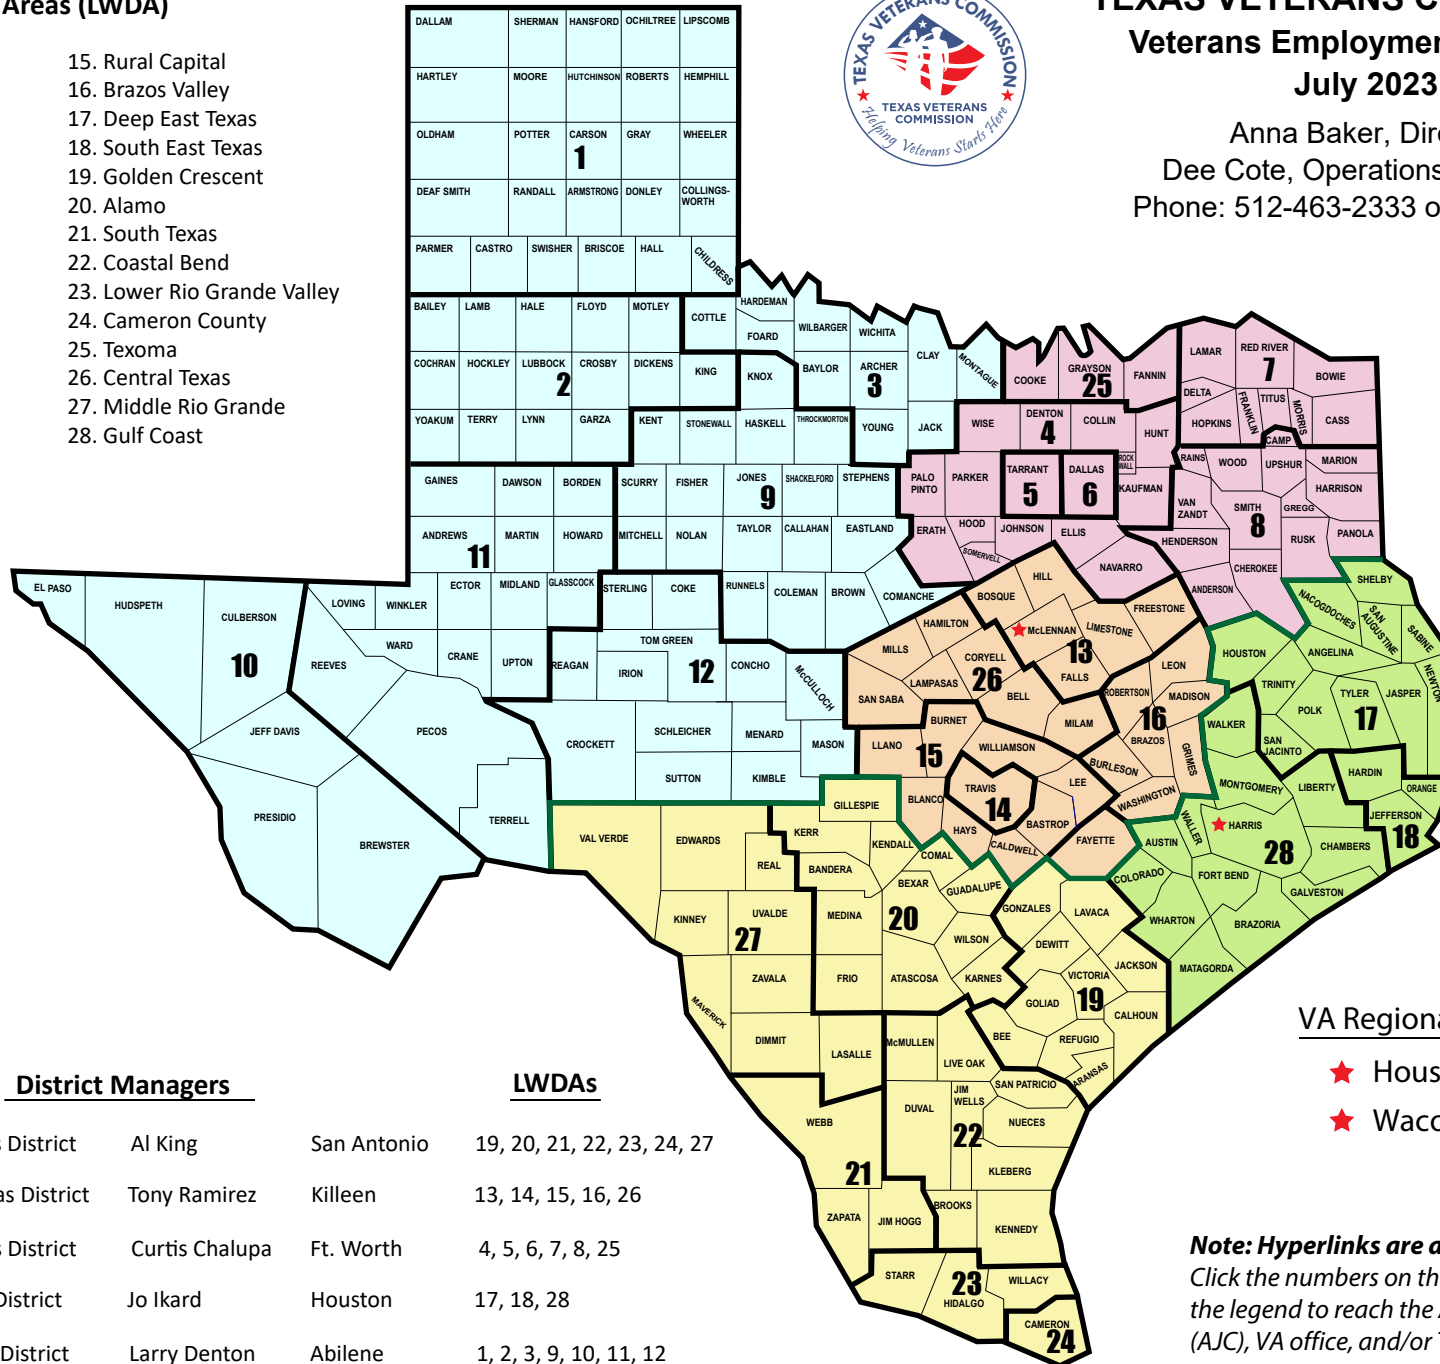 Areas (LWDA)
15. Rural Capital
16. Brazos Valley
17. Deep East Texas
18. South East Texas
19. Golden Crescent
20. Alamo
21. South Texas
22. Coastal Bend
23. Lower Rio Grande Valley
24. Cameron County
25. Texoma
26. Central Texas
27. Middle Rio Grande
28. Gulf Coast
TEXAS VETERANS COMMISSION
TEXAS VETERANS
COMMISSION
Helping Veterans Starts Here
TEXAS VETERANS
Veterans
July 2023
Anna Baker,
Dee Cote, Operations
Phone: 512-463-2333
DALLAM SHERMAN HANSFORD OCHILTREE LIPSCOMB
HARTLEY MOORE HUTCHINSON ROBERTS HEMPHILL
OLDHAM POTTER CARSON GRAY WHEELER
1
DEAF SMITH RANDALL ARMSTRONG DONLEY COLLINGS-
WORTH
PARMER CASTRO SWISHER BRISCOE HALL CHILDRESS
BAILEY LAMB HALE FLOYD MOTLEY COTTLE HARDEMAN
FOARD WILBARGER WICHITA
COCHRAN HOCKLEY LUBBOCK CROSBY DICKENS KING KNOX BAYLOR ARCHER CLAY MONTAGUE
2 3
YOAKUM TERRY LYNN GARZA KENT STONEWALL HASKELL THROCKMORTON YOUNG JACK
COOKE GRAYSON FANNIN LAMAR RED RIVER BOWIE
25 7
DELTA TITUS FRANKLIN MORRIS HOPKINS CASS CAMP
WISE DENTON COLLIN HUNT ROCK
WALL
4
PALO
PINTO PARKER TARRANT DALLAS KAUFMAN
5 6
RAINS WOOD UPSHUR MARION HARRISON
VAN
ZANDT SMITH GREGG RUSK PANOLA
8
ERATH HOOD SOMERVELL JOHNSON ELLIS NAVARRO HENDERSON ANDERSON CHEROKEE
GAINES DAWSON BORDEN SCURRY FISHER JONES SHACKELFORD STEPHENS
9
ANDREWS MARTIN HOWARD MITCHELL NOLAN TAYLOR CALLAHAN EASTLAND
11
EL PASO HUDSPETH CULBERSON LOVING WINKLER ECTOR MIDLAND GLASSCOCK STERLING COKE RUNNELS COLEMAN BROWN COMANCHE
10
REEVES WARD CRANE UPTON REAGAN IRION TOM GREEN CONCHO McCULLOCH
12
JEFF DAVIS PECOS CROCKETT SCHLEICHER MENARD MASON
SUTTON KIMBLE
PRESIDIO BREWSTER TERRELL
HILL BOSQUE McLENNAN LIMESTONE FREESTONE FALLS
13
HAMILTON MILLS CORYELL LAMPASAS SAN SABA BELL MILAM
26
LEON ROBERTSON MADISON BRAZOS GRIMES BURLESON WASHINGTON
16
BURNET LLANO WILLIAMSON BLANCO HAYS LEE BASTROP CALDWELL FAYETTE
15
TRAVIS
14
SHELBY NACOGDOCHES SAN
AUGUSTINE SABINE HOUSTON ANGELINA NEWTON
TRINITY POLK TYLER JASPER SAN
JACINTO
17
HARDIN ORANGE JEFFERSON
18
WALKER MONTGOMERY LIBERTY HARRIS WALLER AUSTIN CHAMBERS
28
COLORADO FORT BEND GALVESTON WHARTON BRAZORIA MATAGORDA
VAL VERDE EDWARDS REAL KINNEY UVALDE
27
ZAVALA MAVERICK DIMMIT LASALLE
GILLESPIE KERR KENDALL COMAL BANDERA BEXAR GUADALUPE
20
MEDINA WILSON FRIO ATASCOSA KARNES
GONZALES LAVACA DEWITT JACKSON VICTORIA
19
GOLIAD CALHOUN BEE REFUGIO
McMULLEN LIVE OAK SAN PATRICIO ARANSAS
DUVAL JIM
WELLS NUECES
22
KLEBERG BROOKS KENNEDY
WEBB
21
ZAPATA JIM HOGG
STARR HIDALGO WILLACY
23
CAMERON
24
VA
Waco
District Managers LWDAs
District Al King San Antonio 19, 20, 21, 22, 23, 24, 27
District Tony Ramirez Killeen 13, 14, 15, 16, 26
District Curtis Chalupa Ft. Worth 4, 5, 6, 7, 8, 25
District Jo Ikard Houston 17, 18, 28
District Larry Denton Abilene 1, 2, 3, 9, 10, 11, 12
Note: Hyperlinks are
Click the numbers on
the legend to reach the
(AJC), VA office, and/or